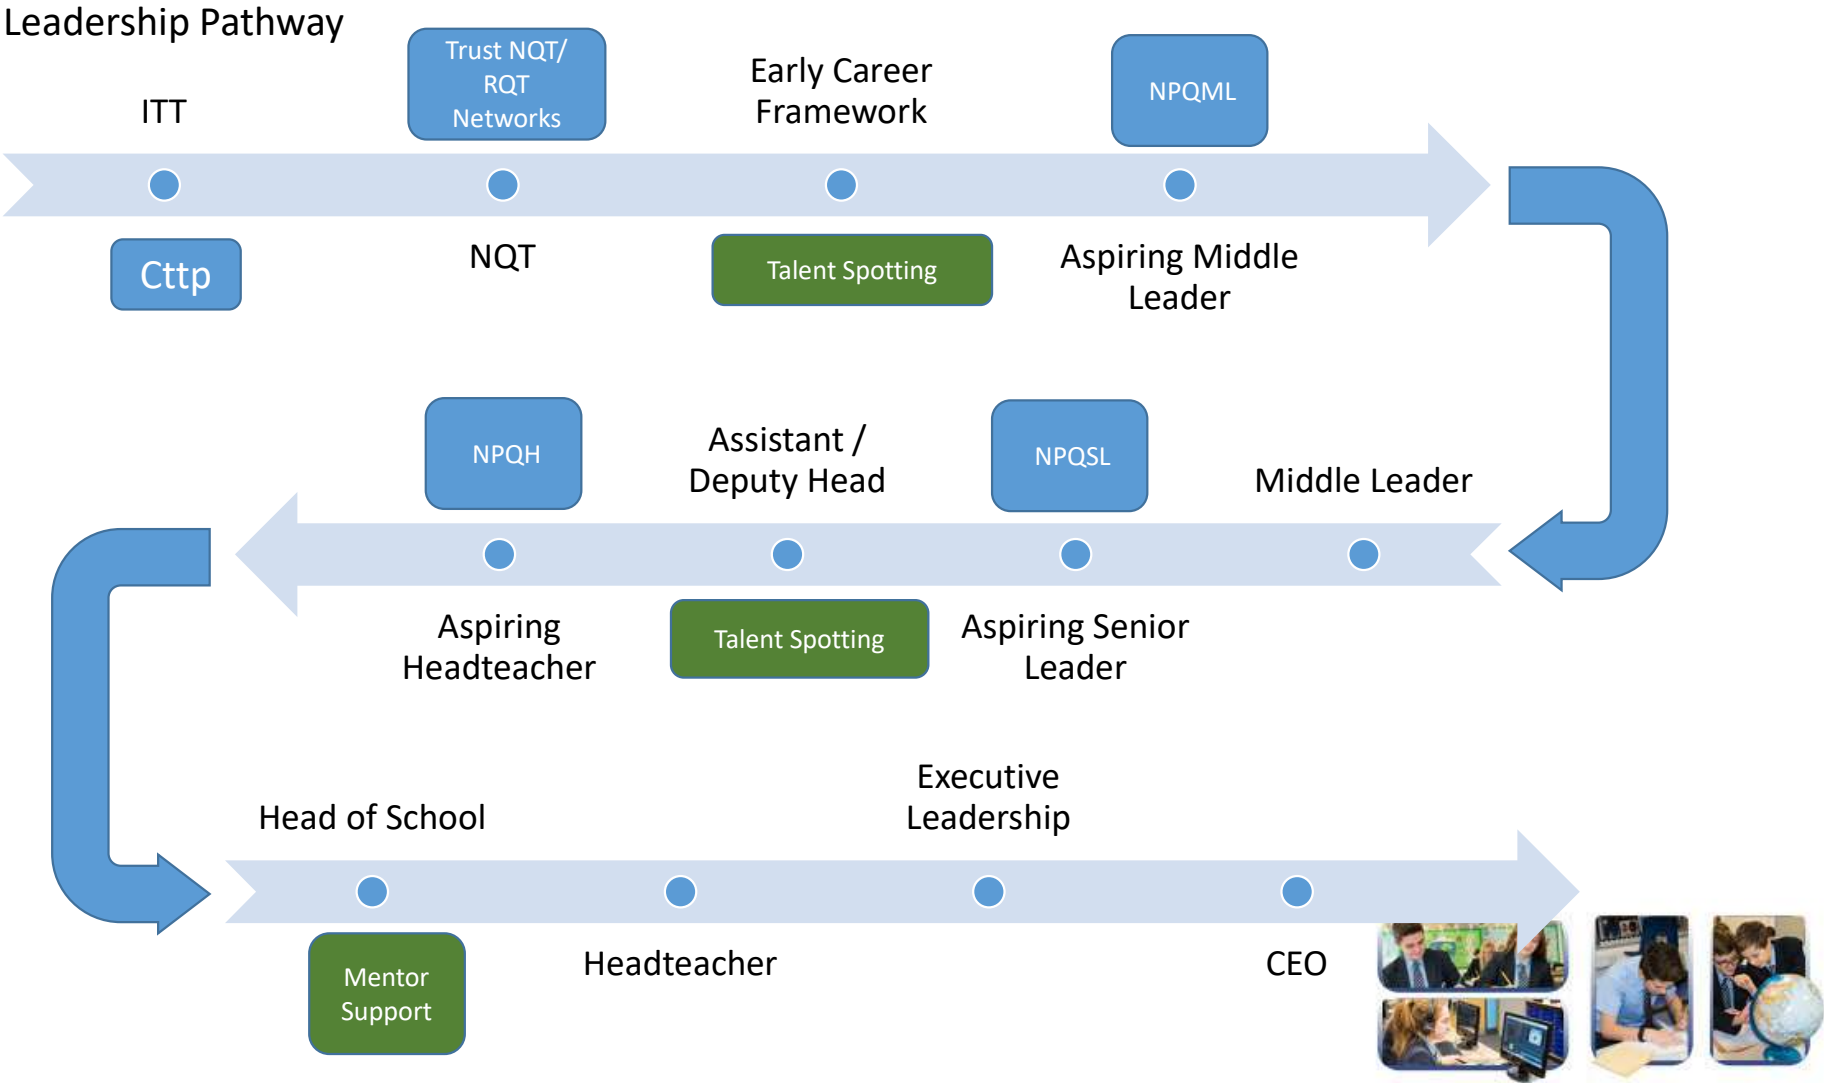 Leadership Pathway
ITT
Trust NQT/
RQT
Networks
Early Career
Framework
NPQML
Cttp
NQT
Talent Spotting
Aspiring Middle
Leader
NPQH
Assistant /
Deputy Head
NPQSL
Middle Leader
Aspiring
Headteacher
Talent Spotting
Aspiring Senior
Leader
Head of School
Executive
Leadership
Mentor
Support
Headteacher
CEO